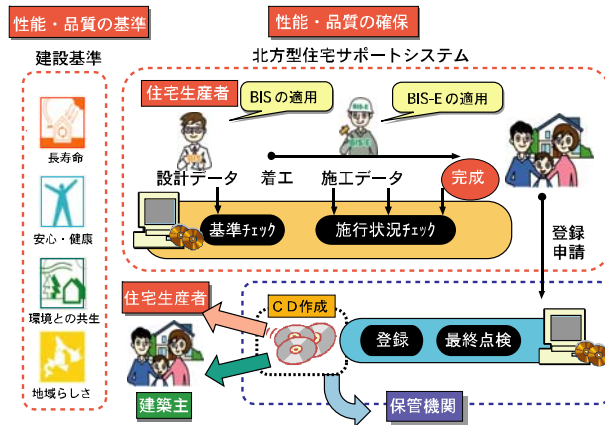 性能・品質の基準
性能・品質の確保
建設基準
北方型住宅サポートシステム
長寿命
安心・健康
環境との共生
地域らしさ
住宅生産者
BISの適用
BIS-Eの適用
BIS-E
設計データ
着工
施工データ
完成
基準チェック
施行状況チェック
登録
申請
住宅生産者
CD作成
登録
最終点検
建築主
保管機関